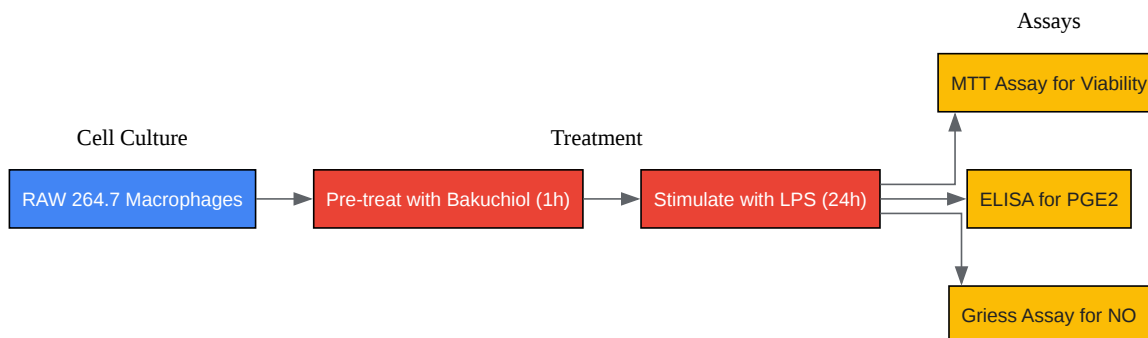 Assays
MTT Assay for Viability
Cell Culture
Treatment
RAW 264.7 Macrophages
Pre-treat with Bakuchiol (1h)
Stimulate with LPS (24h)
ELISA for PGE2
Griess Assay for NO